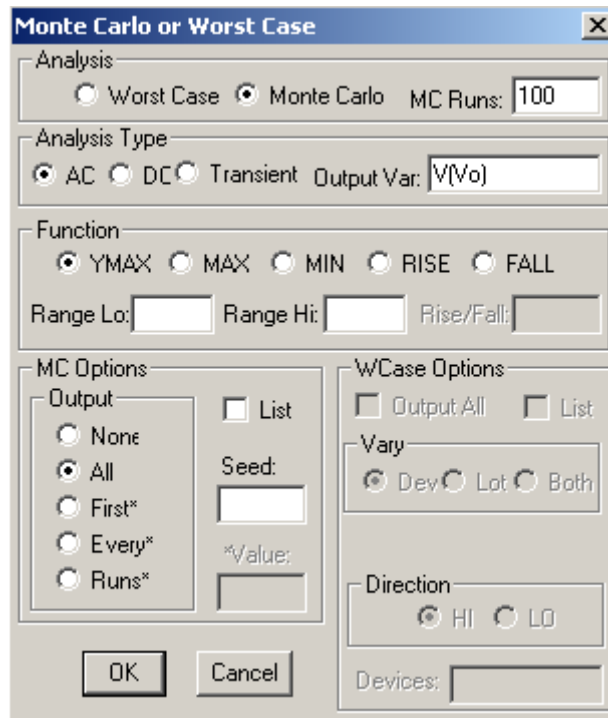 Monte Carlo or Worst Case
Analysis
Worst Case Monte Carlo MC Runs: 100
Analysis Type
AC DC Transient Output Var: V(Vo)
Function
YMAX MAX MIN RISE FALL
Range Lo: Range Hi: Rise/Fall:
MC Options
Output
None
All
First*
Every*
Runs*
List
Seed:
*Value:
WCase Options
Output All List
Vary
Dev Lot Both
Direction
HI LO
Devices:
OK Cancel